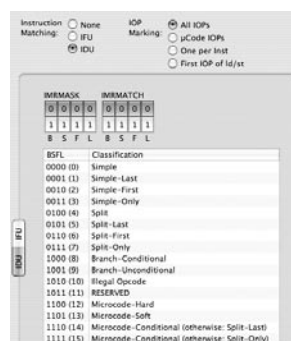 Instruction Matching:
None
IFU
IDU
IOP Marking:
All IOPs
µCode IOPs
One per Inst
First IOP of ld/st
IMRMASK IMRMATCH
0 0 0 0 0 0 0 0
1 1 1 1 1 1 1 1
B S F L B S F L
BSFL Classification
0000 (0) Simple
0001 (1) Simple-Last
0010 (2) Simple-First
0011 (3) Simple-Only
0100 (4) Split
0101 (5) Split-Last
0110 (6) Split-First
0111 (7) Split-Only
1000 (8) Branch-Conditional
1001 (9) Branch-Unconditional
1010 (10) Illegal Opcode
1011 (11) RESERVED
1100 (12) Microcode-Hard
1101 (13) Microcode-Soft
1110 (14) Microcode-Conditional (otherwise: Split-Last)
1111 (15) Microcode-Conditional (otherwise: Split-Only)
IFU
IDU